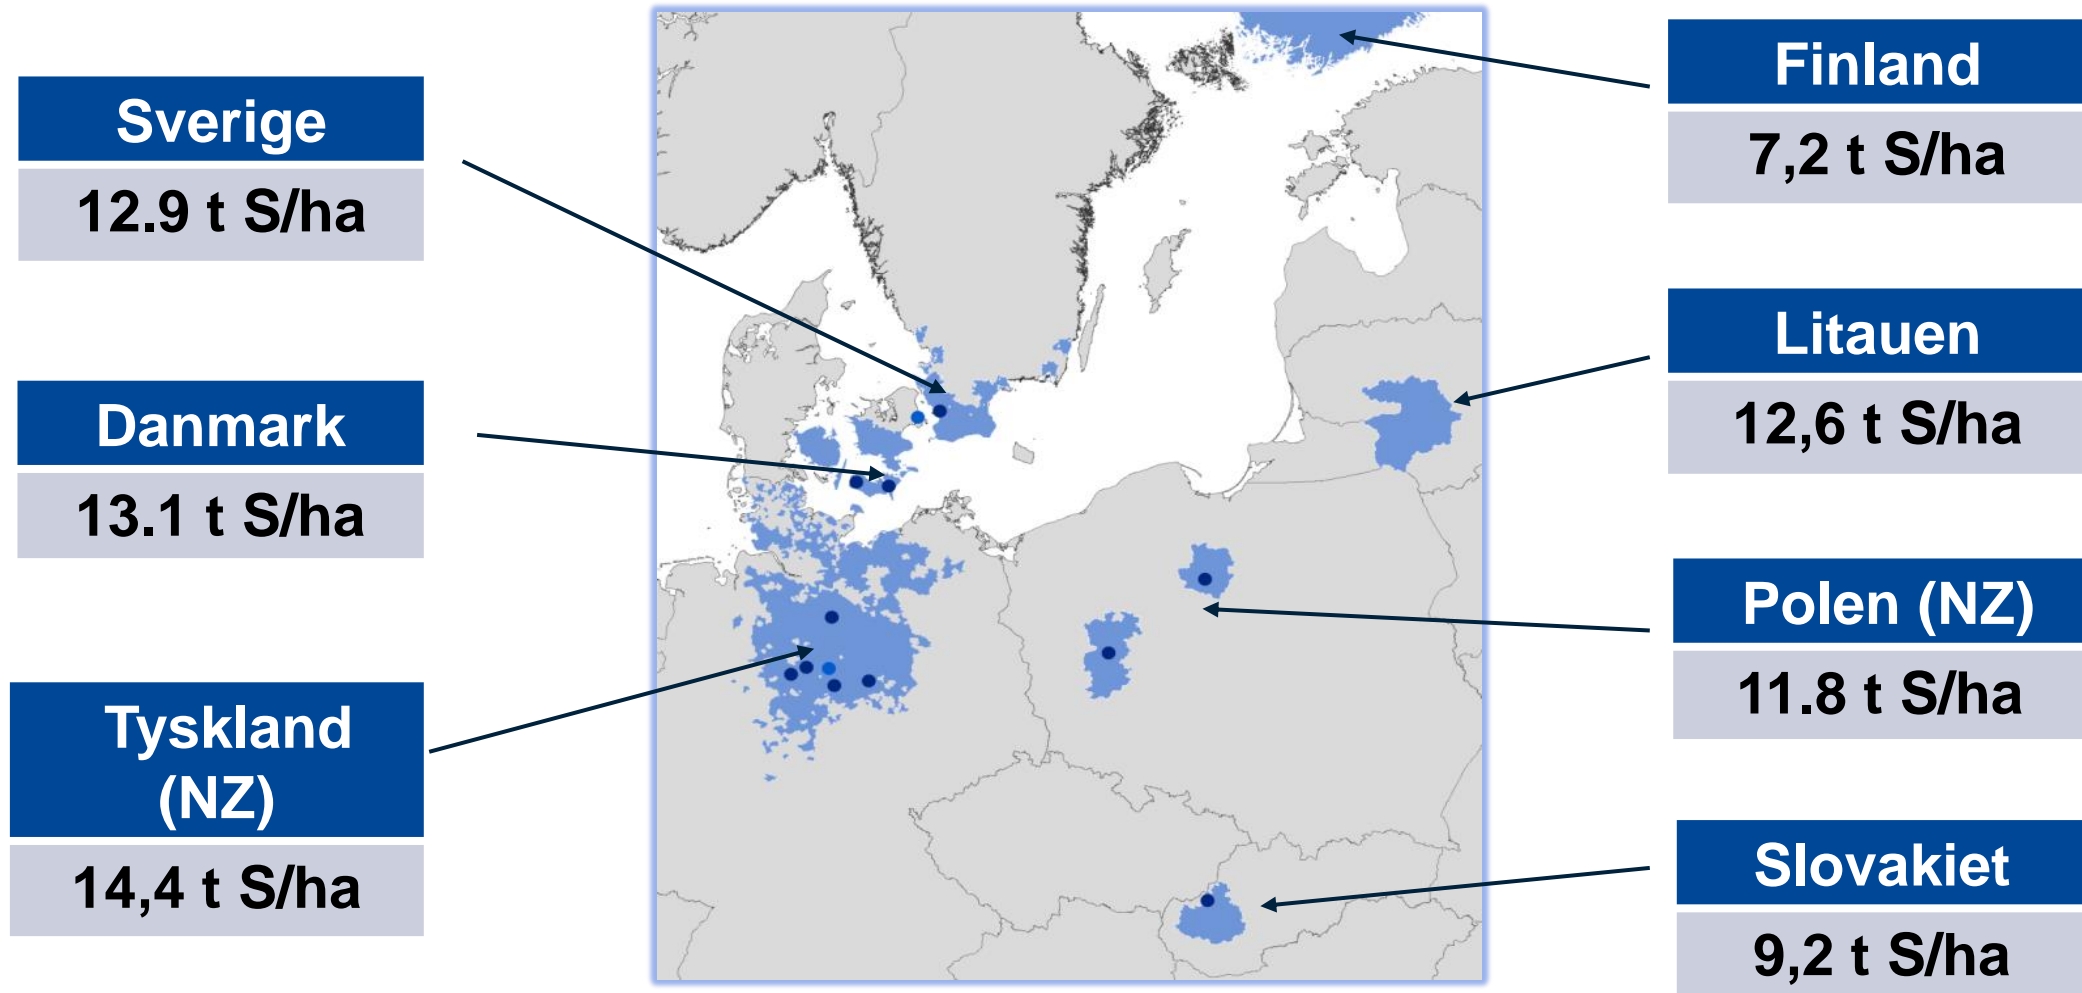 Sverige
12.9 t S/ha
Danmark
13.1 t S/ha
Tyskland
(NZ)
14,4 t S/ha
Finland
7,2 t S/ha
Litauen
12,6 t S/ha
Polen (NZ)
11.8 t S/ha
Slovakiet
9,2 t S/ha